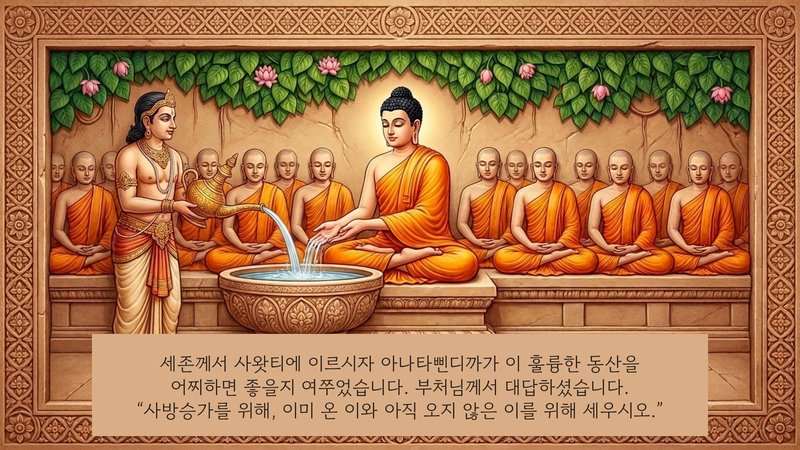 세존께서 사왓티에 이르시자 아나타삔디까가 이 훌륭한 동산을
어찌하면 좋을지 여쭈었습니다. 부처님께서 대답하셨습니다.
“사방승가를 위해, 이미 온 이와 아직 오지 않은 이를 위해 세우시오.”